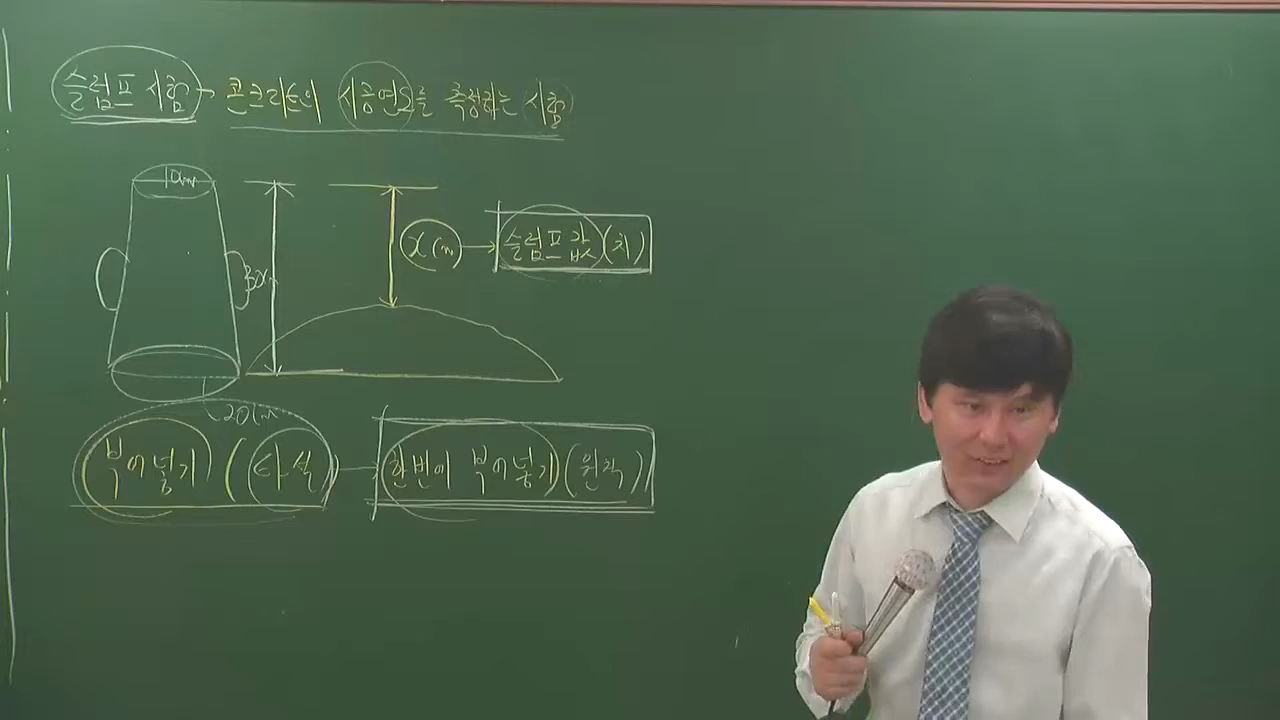 슬럼프 시험 → 콘크리트의 시공연도를 측정하는 시험
10cm
30cm
x cm → 슬럼프 값(치)
20cm
부어넣기 (타석) → 한번에 부어넣기 (원칙)